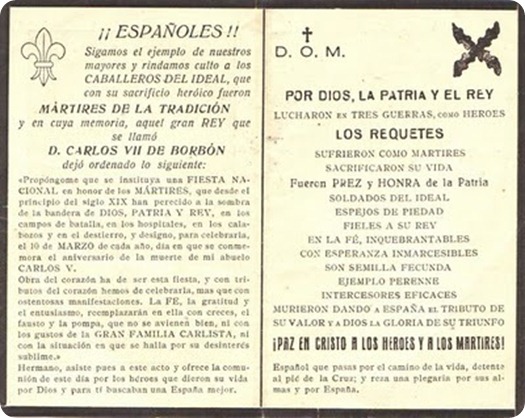 ¡¡ ESPAÑOLES !!
Sigamos el ejemplo de nuestros
mayores y rindamos culto a los
CABALLEROS DEL IDEAL, que
con su sacrificio heróico fueron
MÁRTIRES DE LA TRADICIÓN
y en cuya memoria, aquel gran REY que
se llamó
D. CARLOS VII DE BORBÓN
dejó ordenado lo siguiente:
«Propóngome que se instituya una FIESTA NA-
CIONAL en honor de los MÁRTIRES, que desde el
principio del siglo XIX han perecido a la sombra
de la bandera de DIOS, PATRIA Y REY, en los
campos de batalla, en los hospitales, en los cala-
bozos y en el destierro, y designo, para celebrarla,
el 10 de MARZO de cada año, día en que se conme-
mora el aniversario de la muerte de mi abuelo
CARLOS V.
Obra del corazón ha de ser esta fiesta, y con tri-
butos del corazón hemos de celebrarla, mas que con
ostentosas manifestaciones. La FE, la gratitud y
el entusiasmo, reemplazarán en ella con creces, el
fausto y la pompa, que no se avienen bien, ni con
los gustos de la GRAN FAMILIA CARLISTA, ni
con la situación en que se halla por su desinterés
sublime.»
Hermano, asiste pues a este acto y ofrece la comu-
nión de este día por los héroes que dieron su vida
por Dios y para ti buscaban una España mejor.
D. O. M.
POR DIOS, LA PATRIA Y EL REY
LUCHARON EN TRES GUERRAS, COMO HEROES
LOS REQUETES
SUFRIERON COMO MARTIRES
SACRIFICARON SU VIDA
Fueron PREZ y HONRA de la Patria
SOLDADOS DEL IDEAL
ESPEJOS DE PIEDAD
FIELES A SU REY
EN LA FÉ, INQUEBRANTABLES
CON ESPERANZA INMARCESIBLES
SON SEMILLA FECUNDA
EJEMPLO PERENNE
INTERCESORES EFICACES
MURIERON DANDO A ESPAÑA EL TRIBUTO DE
SU VALOR Y A DIOS LA GLORIA DE SU TRIUNFO
¡PAZ EN CRISTO A LOS HÉROES Y A LOS MARTIRES!
Español que pasas por el camino de la vida, detente
al pié de la Cruz; y reza una plegaria por sus al-
mas y por España.